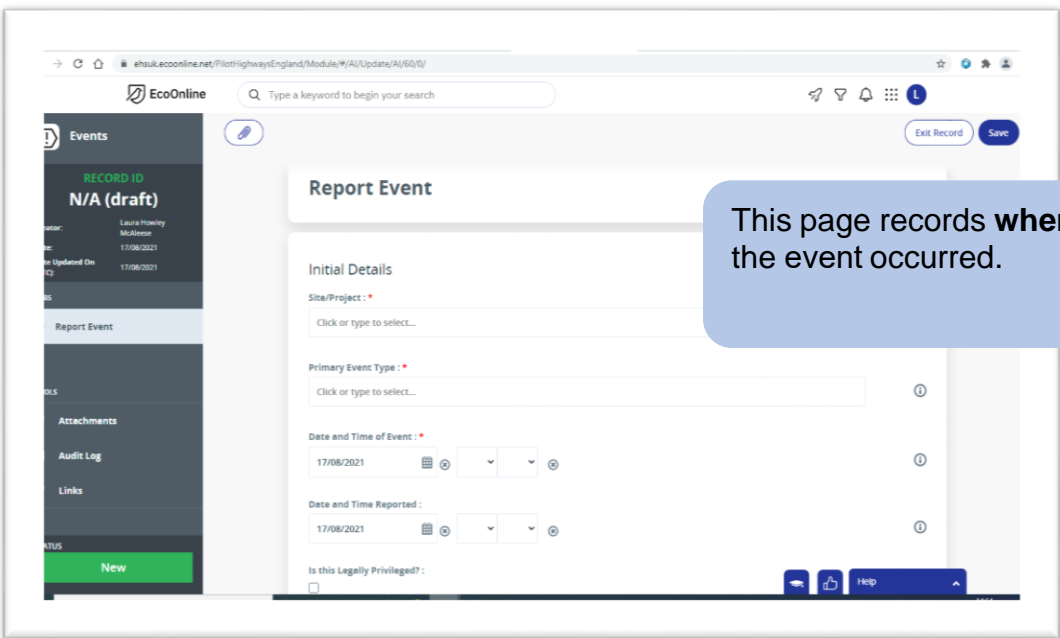 ehsuk.ecoonline.net/PilotHighwaysEngland/Module/#/AI/Update/AI/60/0/
EcoOnline
Type a keyword to begin your search
L
Events
Exit Record
Save
RECORD ID
N/A (draft)
Laura Howley
McAleese
17/08/2021
Updated On
17/08/2021
Report Event
Attachments
Audit Log
Links
New
Report Event
Initial Details
Site/Project : *
Click or type to select...
Primary Event Type : *
Click or type to select...
Date and Time of Event : *
17/08/2021
Date and Time Reported :
17/08/2021
Is this Legally Privileged? :
Help
This page records
the event occurred.